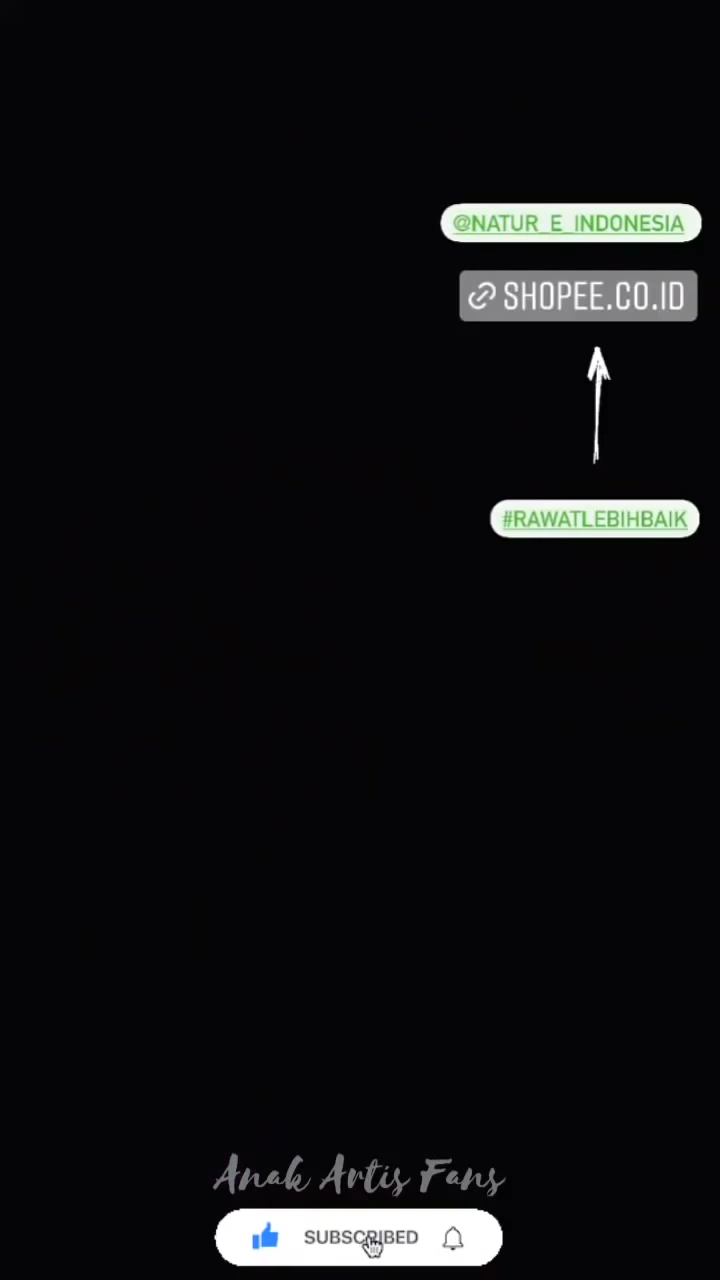 @NATUR_E_INDONESIA
SHOPEE.CO.ID
#RAWATLEBIHBAIK
Anak Artis Fans
SUBSCRIBED